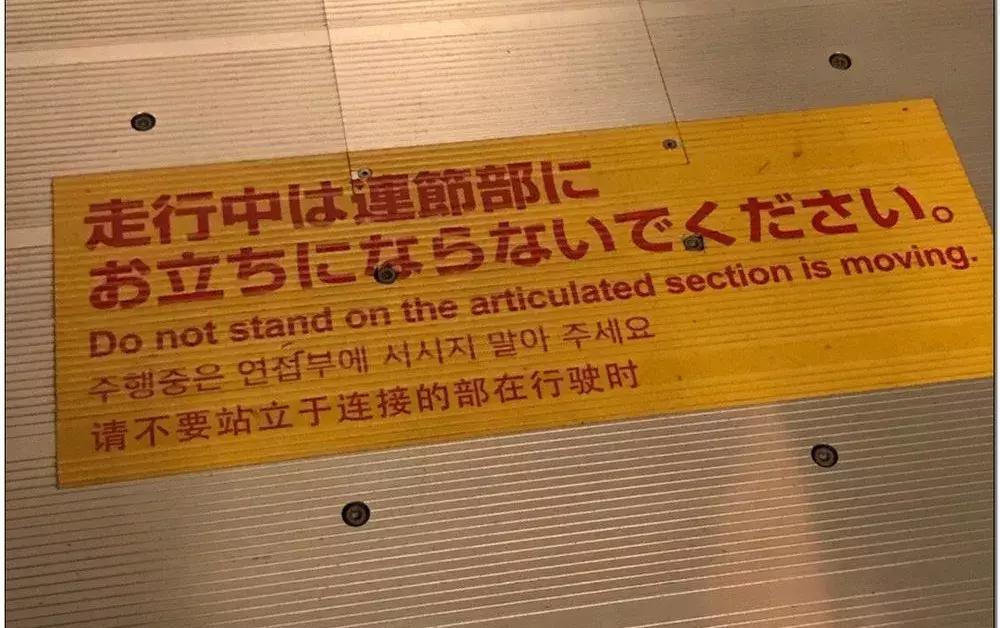 走行中は連節部に
お立ちにならないでください。
Do not stand on the articulated section is moving.
주행중은 연접부에 서시지 말아 주세요
请不要站立于连接的部在行驶时